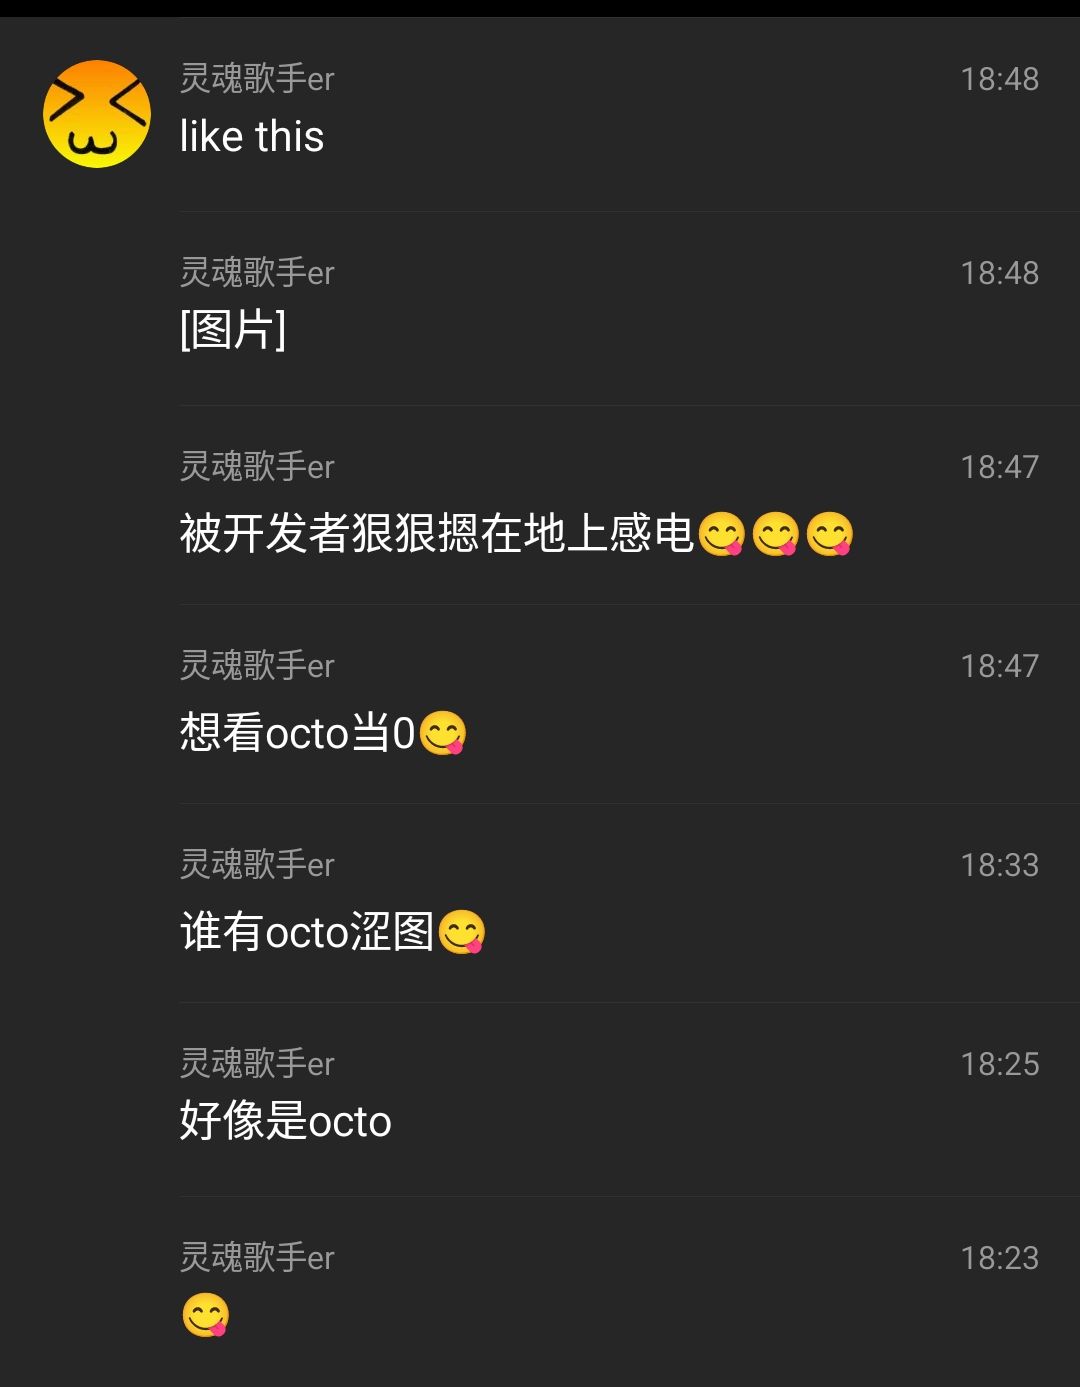 灵魂歌手er 18:48
like this
灵魂歌手er 18:48
[图片]
灵魂歌手er 18:47
被开发者狠狠摁在地上感电😋😋😋
灵魂歌手er 18:47
想看octo当0😋
灵魂歌手er 18:33
谁有octo涩图😋
灵魂歌手er 18:25
好像是octo
灵魂歌手er 18:23
😋